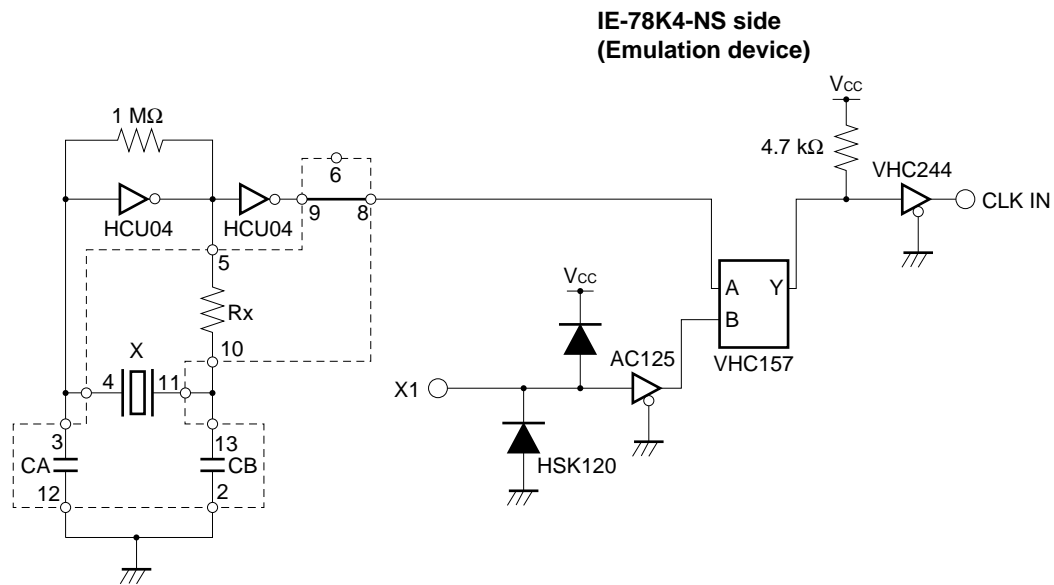 IE-78K4-NS side
(Emulation device)
VCC
1 MΩ
4.7 kΩ
6
VHC244
HCU04
HCU04
9
8
CLK IN
5
VCC
A
Y
Rx
B
10
AC125
VHC157
X
4
11
X1
3
13
CA
CB
HSK120
12
2